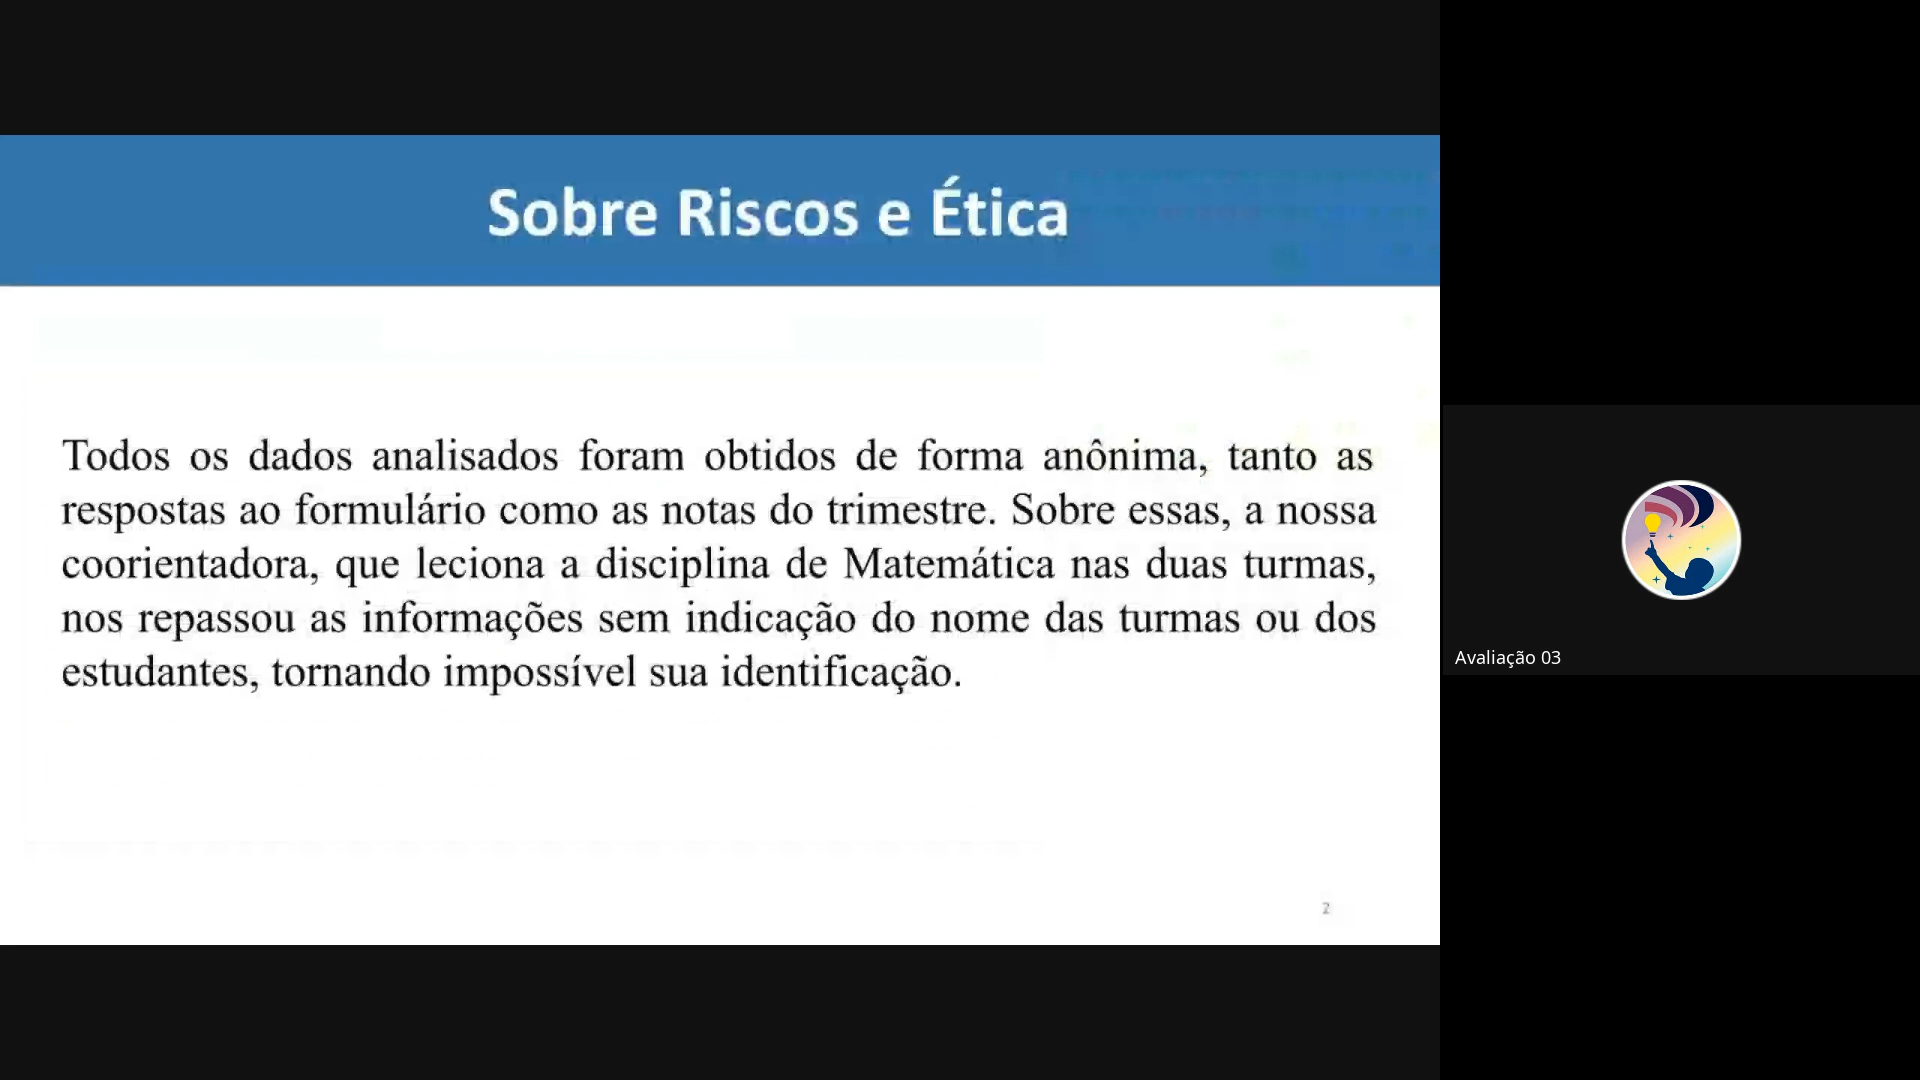 Sobre Riscos e Ética
Todos os dados analisados foram obtidos de forma anônima, tanto as
respostas ao formulário como as notas do trimestre. Sobre essas, a nossa
coorientadora, que leciona a disciplina de Matemática nas duas turmas,
nos repassou as informações sem indicação do nome das turmas ou dos
estudantes, tornando impossível sua identificação.
2
Avaliação 03